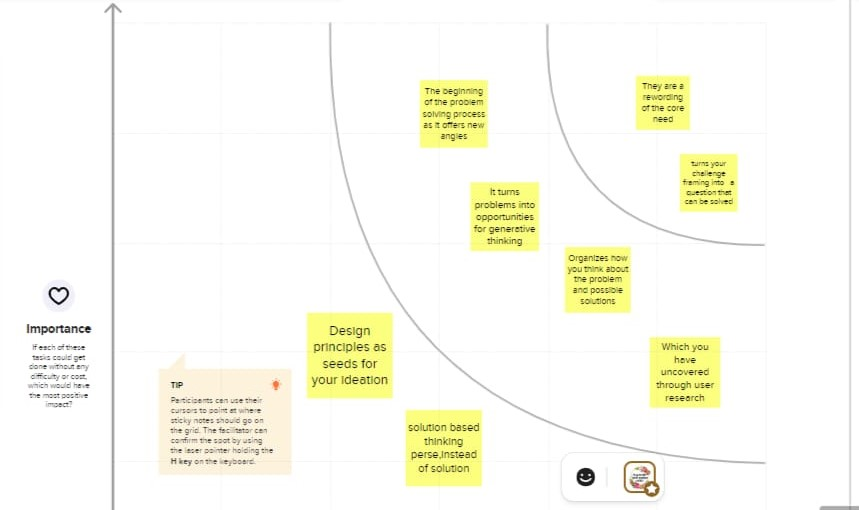 The beginning
of the problem
solving process
as it offers new
angles
They are a
rewording
of the core
need
turns your
challenge
framing into a
question that
can be solved
It turns
problems into
opportunities
for generative
thinking
Organizes how
you think about
the problem
and possible
solutions
Importance
If each of these
tasks could get
done without any
difficulty or cost,
which would have
the most positive
impact?
Design
principles as
seeds for
your ideation
Which you
have
uncovered
through user
research
TIP
Participants can use their
cursors to point at where
sticky notes should go on
the grid. The facilitator can
confirm the spot by using
the laser pointer holding the
H key on the keyboard.
solution based
thinking
perse,instead
of solution